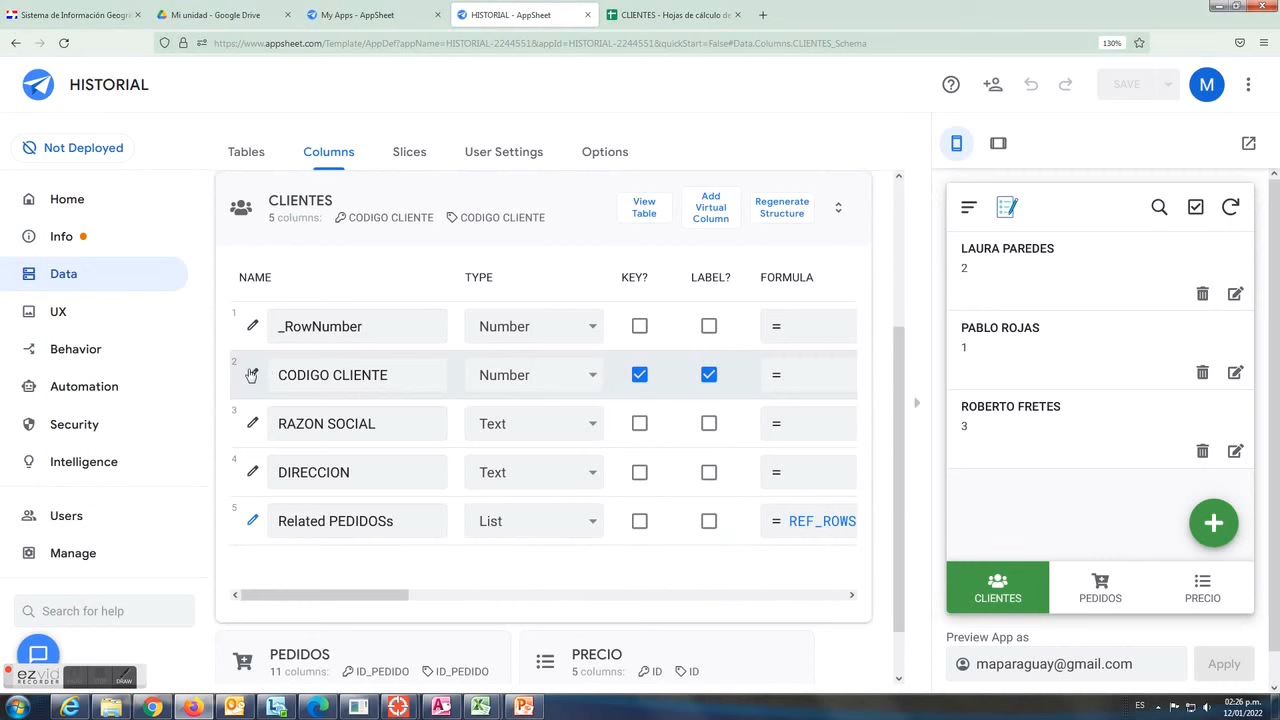 Sistema de Información Geogr
Mi unidad - Google Drive
My Apps - AppSheet
HISTORIAL - AppSheet
CLIENTES - Hojas de cálculo de
https://www.appsheet.com/Template/AppDef?appName=HISTORIAL-2244551&appId=HISTORIAL-2244551&quickStart=False#Data.Columns.CLIENTES_Schema
130%
HISTORIAL
SAVE
M
Not Deployed
Home
Info
Data
UX
Behavior
Automation
Security
Intelligence
Users
Manage
Search for help
Tables
Columns
Slices
User Settings
Options
CLIENTES
5 columns:
CODIGO CLIENTE
CODIGO CLIENTE
View
Table
Add
Virtual
Column
Regenerate
Structure
NAME
TYPE
KEY?
LABEL?
FORMULA
1
_RowNumber
Number
=
2
CODIGO CLIENTE
Number
=
3
RAZON SOCIAL
Text
=
4
DIRECCION
Text
=
5
Related PEDIDOSs
List
= REF_ROWS
PEDIDOS
11 columns:
ID_PEDIDO
ID_PEDIDO
PRECIO
5 columns:
ID
ID
LAURA PAREDES
2
PABLO ROJAS
1
ROBERTO FRETES
3
CLIENTES
PEDIDOS
PRECIO
Preview App as
maparaguay@gmail.com
Apply
ezvid
RECORDER
DRAW
ES
02:26 p.m.
12/01/2022